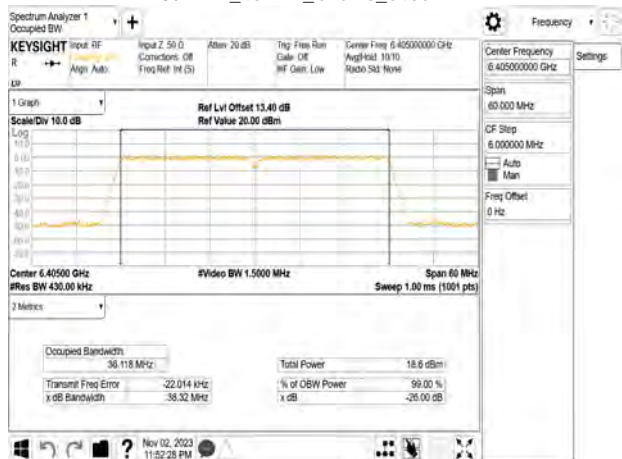 Spectrum Analyzer 1
Occupied BW
+
Frequency
KEYSIGHT Input: RF
R
Align: Auto
Input Z: 50 Ω
Corrections: Off
Freq Ref: Int (S)
Atten: 20 dB
Trig: Free Run
Gate: Off
#IF Gain: Low
Center Freq: 6.405000000 GHz
Avg|Hold: 10/10
Radio Std: None
Center Frequency
6.405000000 GHz
Settings
Span
60.000 MHz
CF Step
6.000000 MHz
Auto
Man
Freq Offset
0 Hz
1 Graph
Scale/Div 10.0 dB
Ref Lvl Offset 13.40 dB
Ref Value 20.00 dBm
Log
10.0
0.00
Center 6.40500 GHz
#Res BW 430.00 kHz
#Video BW 1.5000 MHz
Span 60 MHz
Sweep 1.00 ms (1001 pts)
2 Metrics
Occupied Bandwidth
36.118 MHz
Total Power 18.6 dBm
Transmit Freq Error -22.014 kHz
% of OBW Power 99.00 %
x dB Bandwidth 38.32 MHz
x dB -26.00 dB
?
Nov 02, 2023
11:52:28 PM